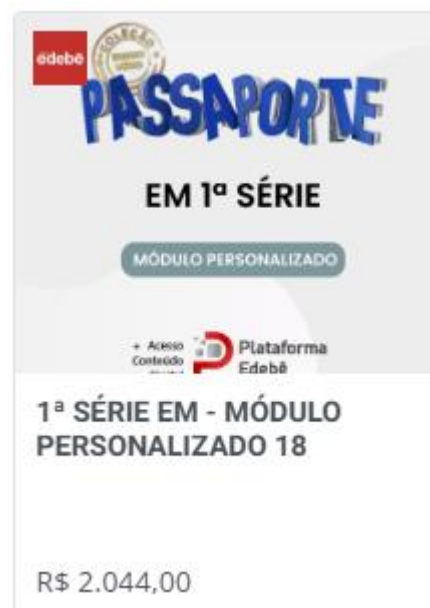 edebê
COLEÇÃO
PASSAPORTE
EM 1ª SÉRIE
MÓDULO PERSONALIZADO
+ Acesso
Conteúdo
Plataforma
Edebê
1ª SÉRIE EM - MÓDULO
PERSONALIZADO 18
R$ 2.044,00